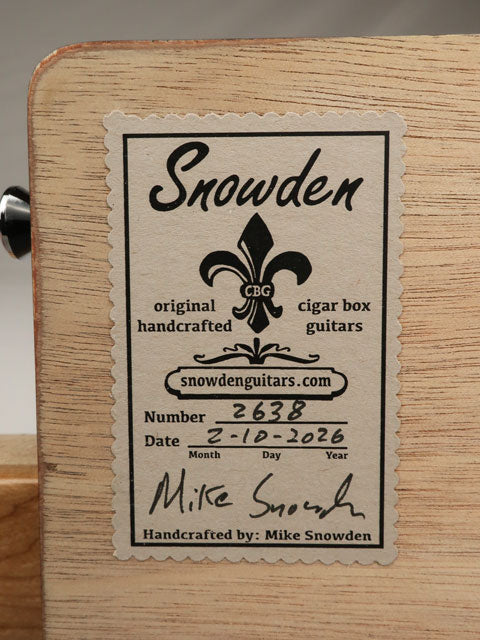 Snowden
CBG
original cigar box
handcrafted guitars
snowdenguitars.com
Number 2638
Date 2-10-2026
Month Day Year
Mike Snowden
Handcrafted by: Mike Snowden